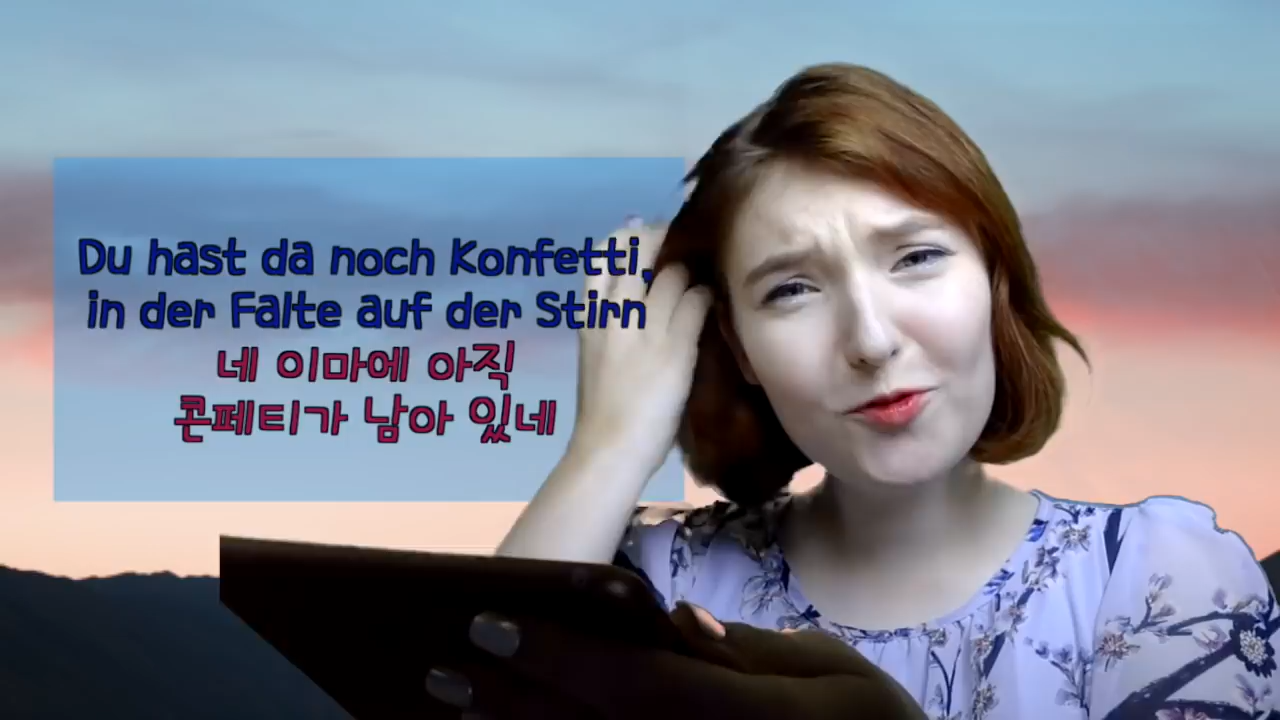 Du hast da noch Konfetti,
in der Falte auf der Stirn
네 이마에 아직
콘페티가 남아 있네